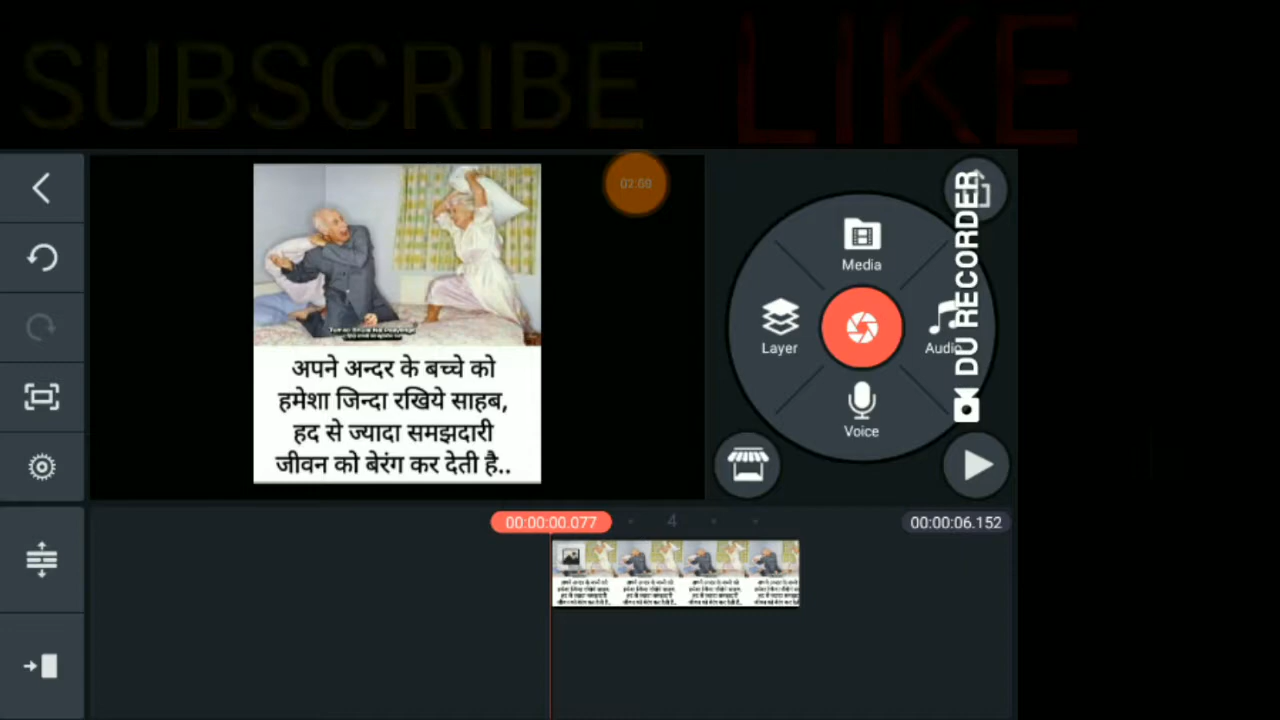 SUBSCRIBE LIKE
02:60
Media
Layer
Audio
Voice
DU RECORDER
अपने अन्दर के बच्चे को
हमेशा जिन्दा रखिये साहब,
हद से ज्यादा समझदारी
जीवन को बेरंग कर देती है..
00:00:00.077
4
00:00:06.152